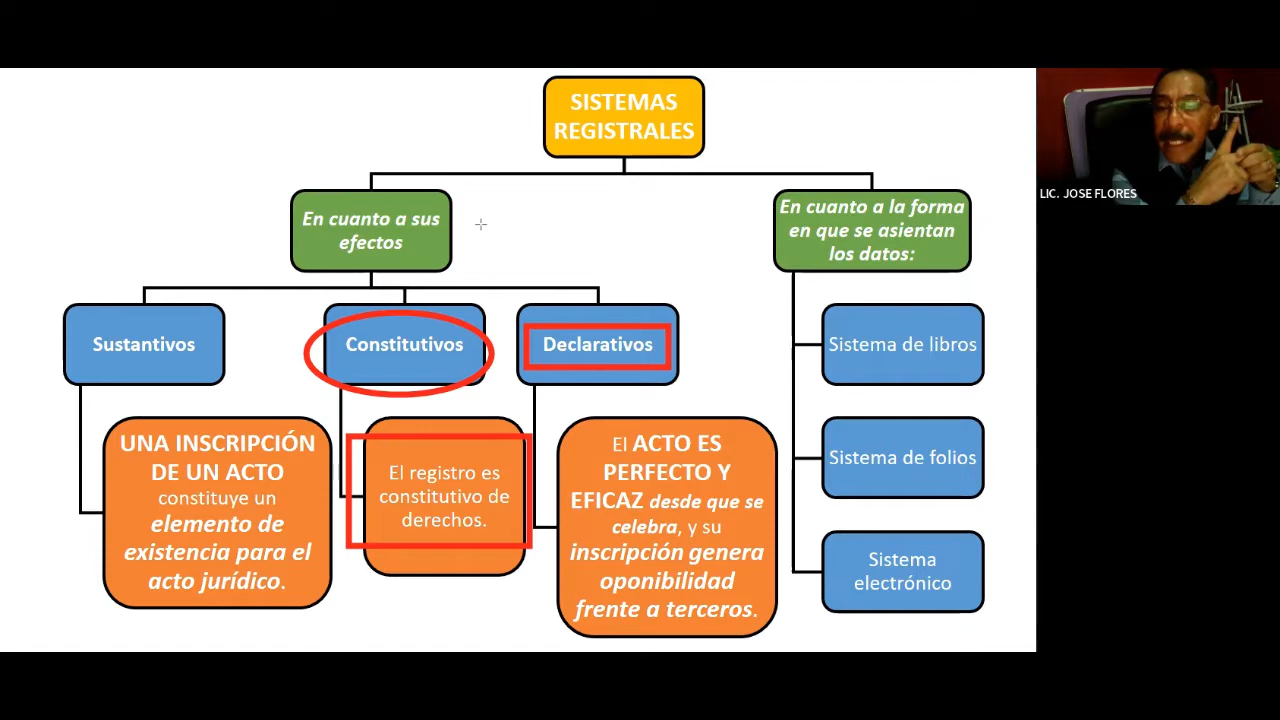 SISTEMAS
REGISTRALES
En cuanto a sus
efectos
Sustantivos
UNA INSCRIPCIÓN
DE UN ACTO
constituye un
elemento de
existencia para el
acto jurídico.
Constitutivos
El registro es
constitutivo de
derechos.
Declarativos
El ACTO ES
PERFECTO Y
EFICAZ desde que se
celebra, y su
inscripción genera
oponibilidad
frente a terceros.
En cuanto a la forma
en que se asientan
los datos:
Sistema de libros
Sistema de folios
Sistema
electrónico
LIC. JOSE FLORES